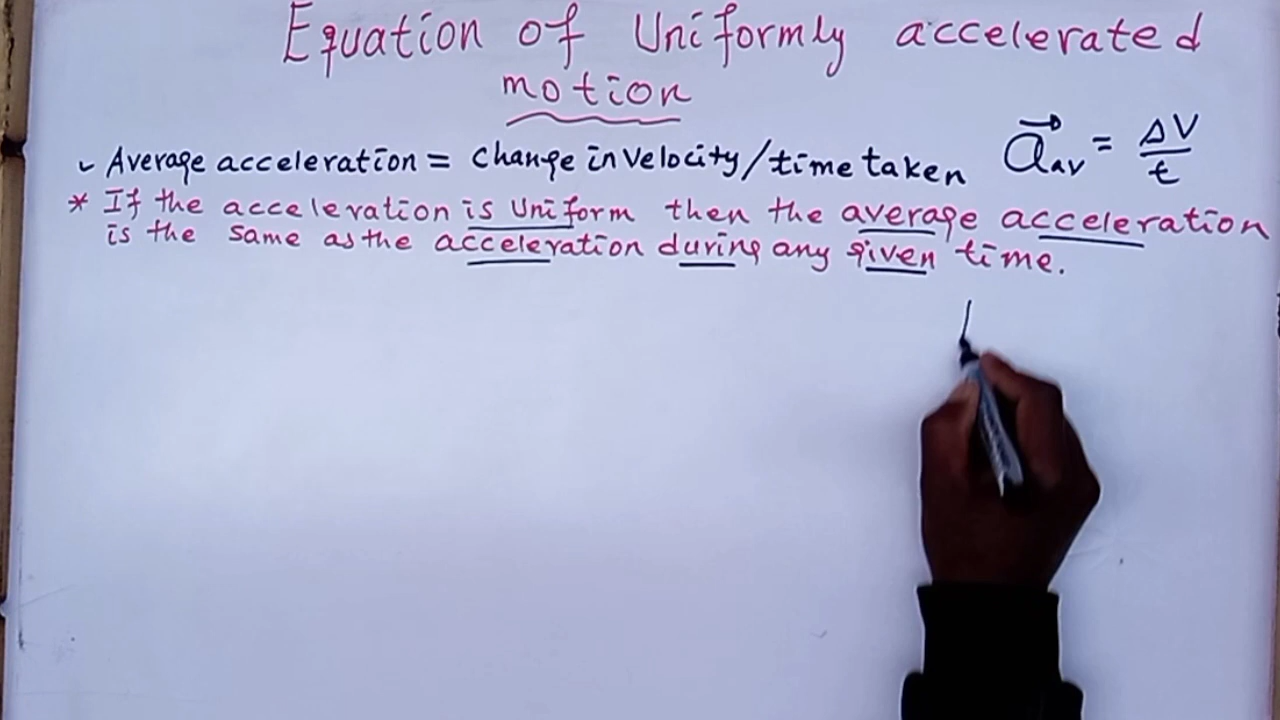 Equation of Uniformly accelerated
motion
✓ Average acceleration = change in velocity/time taken a⃗av = ΔV/t
* If the acceleration is uniform then the average acceleration
is the same as the acceleration during any given time.